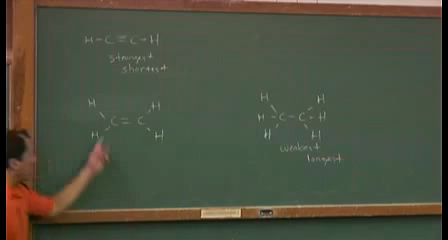 H-C≡C-H
strongest
shortest
H H
C=C
H H
H H
H C-C H
H H
weakest
longest